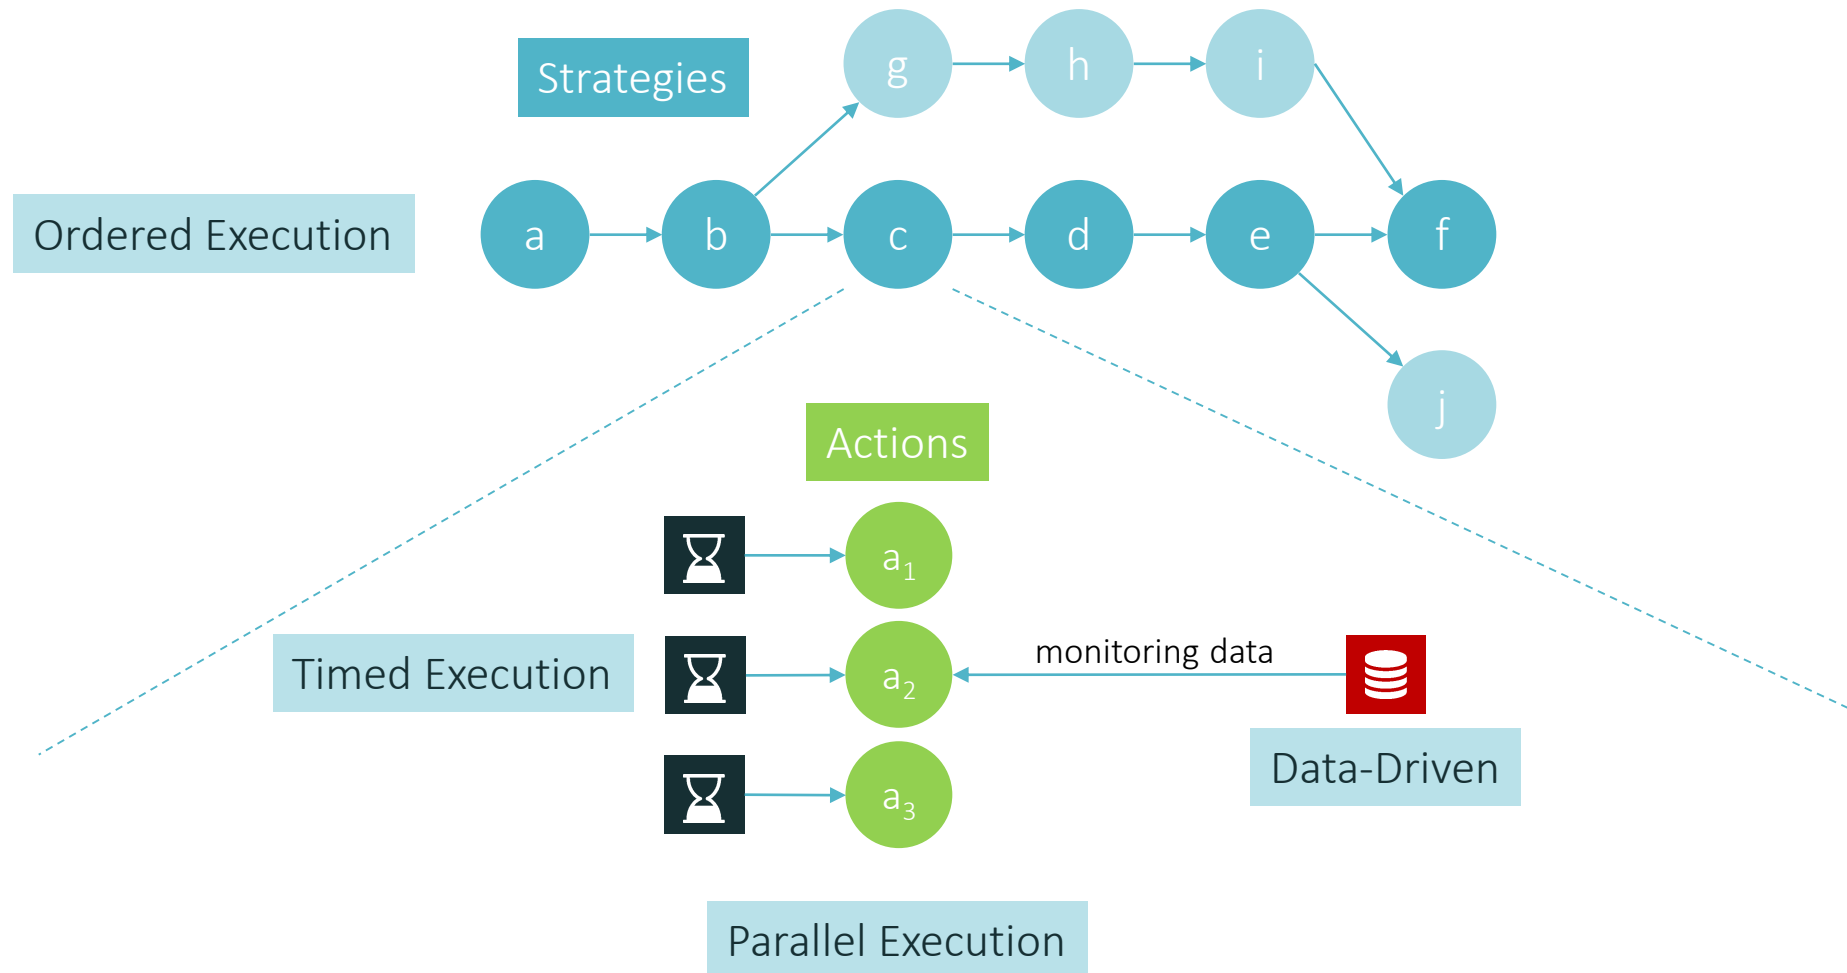 Strategies
g
h
i
Ordered Execution
a
b
c
d
e
f
j
Actions
a1
Timed Execution
a2
monitoring data
Data-Driven
a3
Parallel Execution